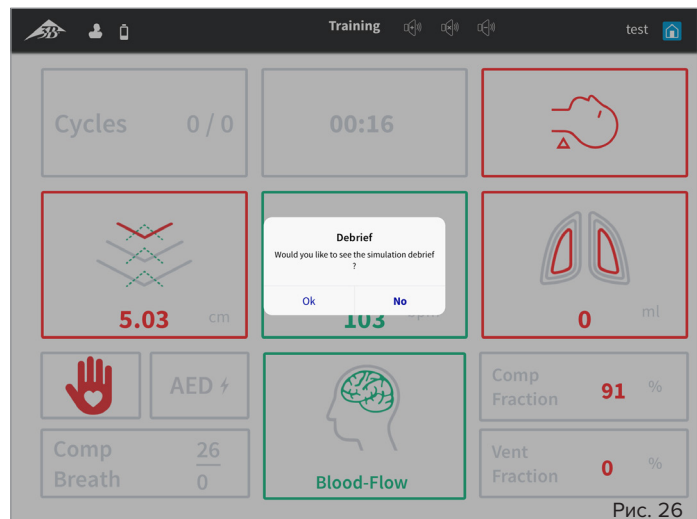 3B
Training
test
Cycles 0 / 0
00:16
Debrief
Would you like to see the simulation debrief
?
Ok No
5.03 cm
103
0 ml
AED
Comp 26
Breath 0
Blood-Flow
Comp
Fraction 91 %
Vent
Fraction 0 %
Рис. 26